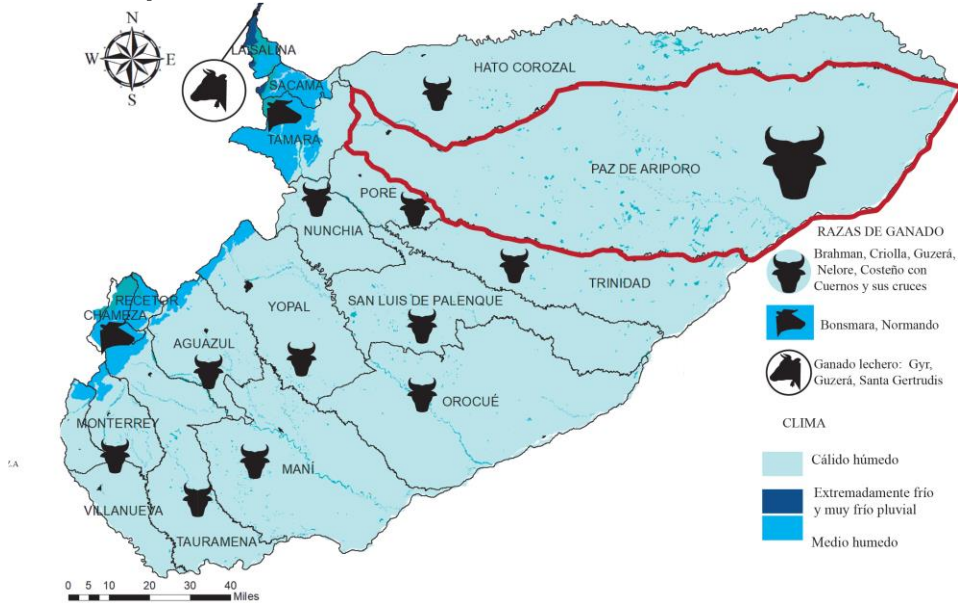 N
W E
S
LA SALINA
SACAMA
TAMARA
HATO COROZAL
PAZ DE ARIPORO
PORE
NUNCHIA
TRINIDAD
RECETOR
CHAMEZA
YOPAL
SAN LUIS DE PALENQUE
AGUAZUL
OROCUÉ
MONTERREY
MANÍ
VILLANUEVA
TAURAMENA
ZA
RAZAS DE GANADO
Brahman, Criolla, Guzerá,
Nelore, Costeño con
Cuernos y sus cruces
Bonsmara, Normando
Ganado lechero: Gyr,
Guzerá, Santa Gertrudis
CLIMA
Cálido húmedo
Extremadamente frío
y muy frío pluvial
Medio humedo
0 5 10 20 30 40
Miles